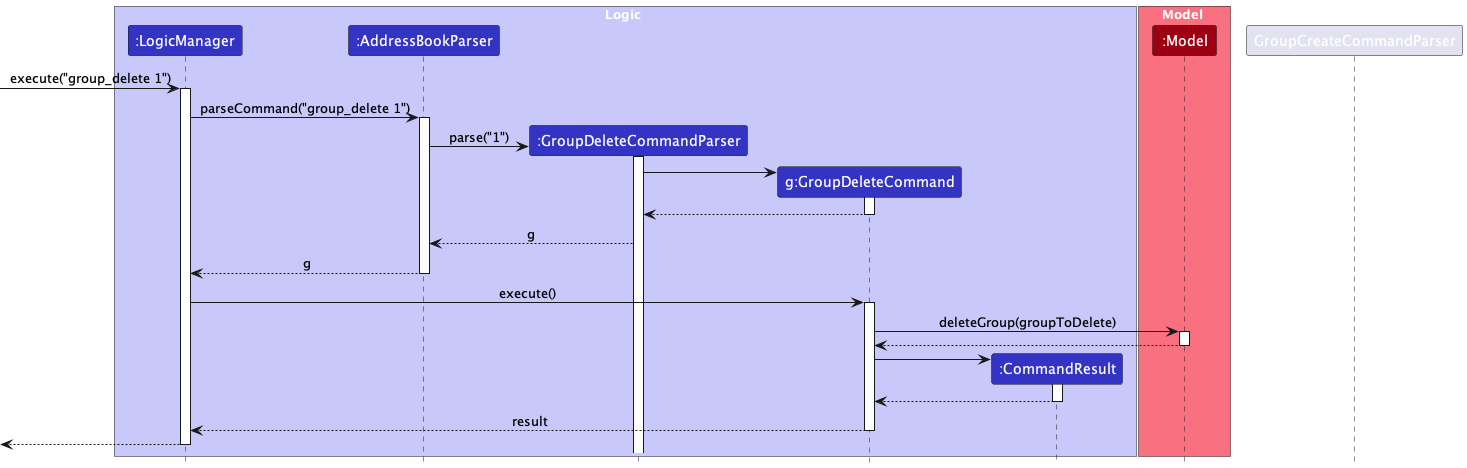 Logic
Model
:LogicManager
:AddressBookParser
:Model
GroupCreateCommandParser
execute("group_delete 1")
parseCommand("group_delete 1")
parse("1")
:GroupDeleteCommandParser
g:GroupDeleteCommand
g
g
execute()
deleteGroup(groupToDelete)
:CommandResult
result